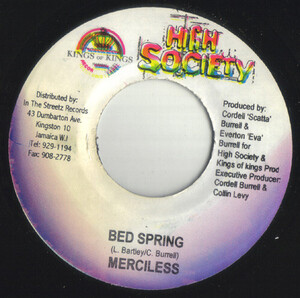 KINGS OF KINGS
HIGH
SOCIETY
Distributed by:
In The Streetz Records
43 Dumbarton Ave.
Kingston 10
Jamaica W.I
Tel: 929-1194
Fax: 908-2778
Produced by:
Cordell 'Scatta'
Burrell &
Everton 'Eva'
Burrell for
High Society &
Kings of kings Prod
Executive Producer:
Cordell Burrell &
Collin Levy
BED SPRING
(L. Bartley/C. Burrell)
MERCILESS